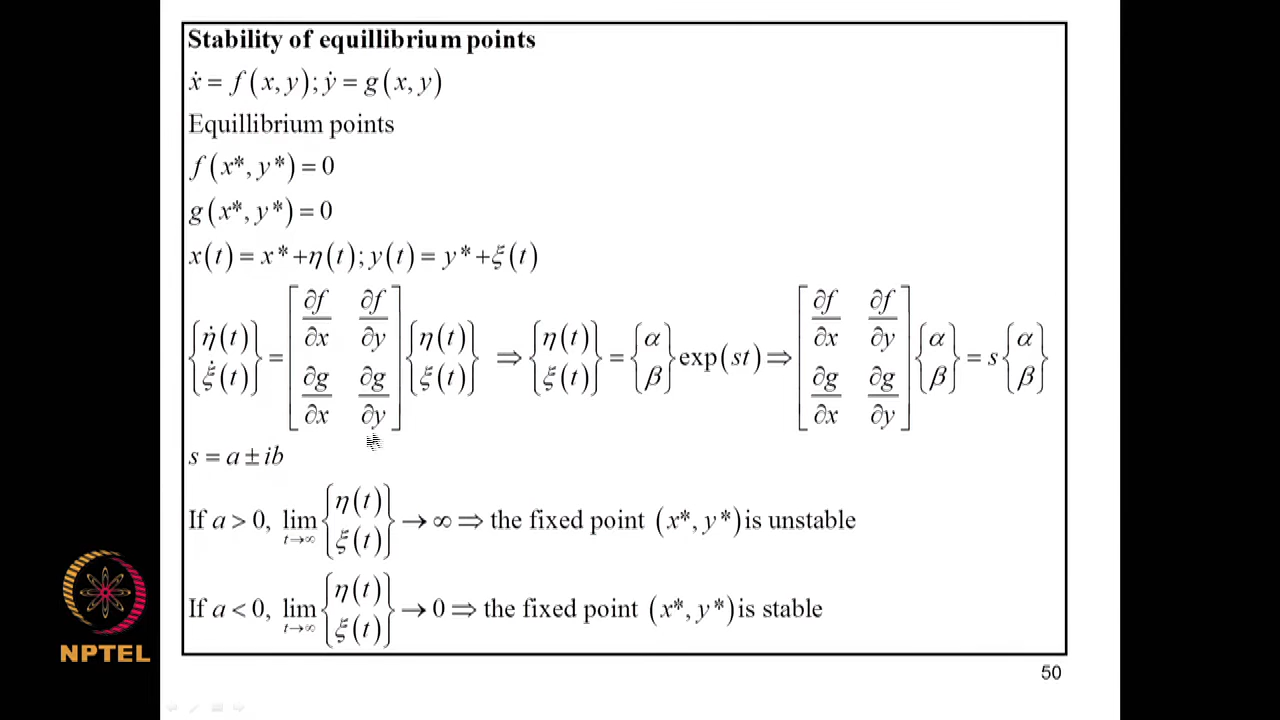 Stability of equillibrium points
ẋ = f(x, y); ẏ = g(x, y)
Equillibrium points
f(x*, y*) = 0
g(x*, y*) = 0
x(t) = x* + η(t); y(t) = y* + ξ(t)
{η̇(t) ξ̇(t)} = [∂f/∂x ∂f/∂y ∂g/∂x ∂g/∂y] {η(t) ξ(t)} ⇒ {η(t) ξ(t)} = {α β} exp(st) ⇒ [∂f/∂x ∂f/∂y ∂g/∂x ∂g/∂y] {α β} = s {α β}
s = a ± ib
If a > 0, lim t→∞ {η(t) ξ(t)} → ∞ ⇒ the fixed point (x*, y*) is unstable
If a < 0, lim t→∞ {η(t) ξ(t)} → 0 ⇒ the fixed point (x*, y*) is stable
NPTEL
50